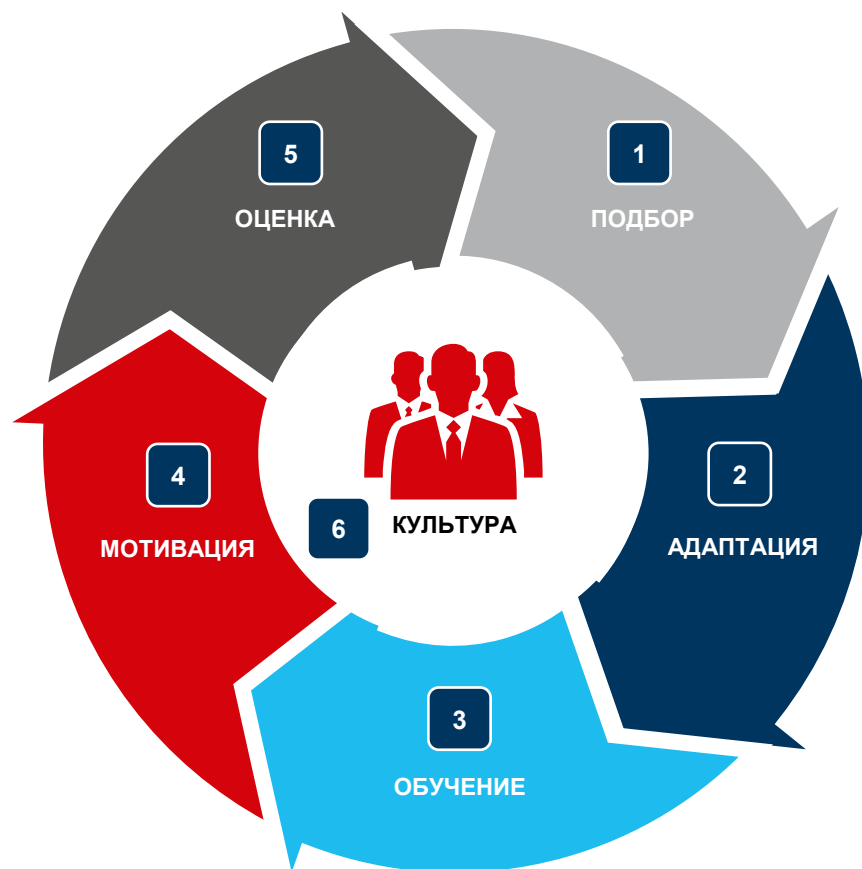 1
ПОДБОР
2
АДАПТАЦИЯ
3
ОБУЧЕНИЕ
4
МОТИВАЦИЯ
5
ОЦЕНКА
6
КУЛЬТУРА